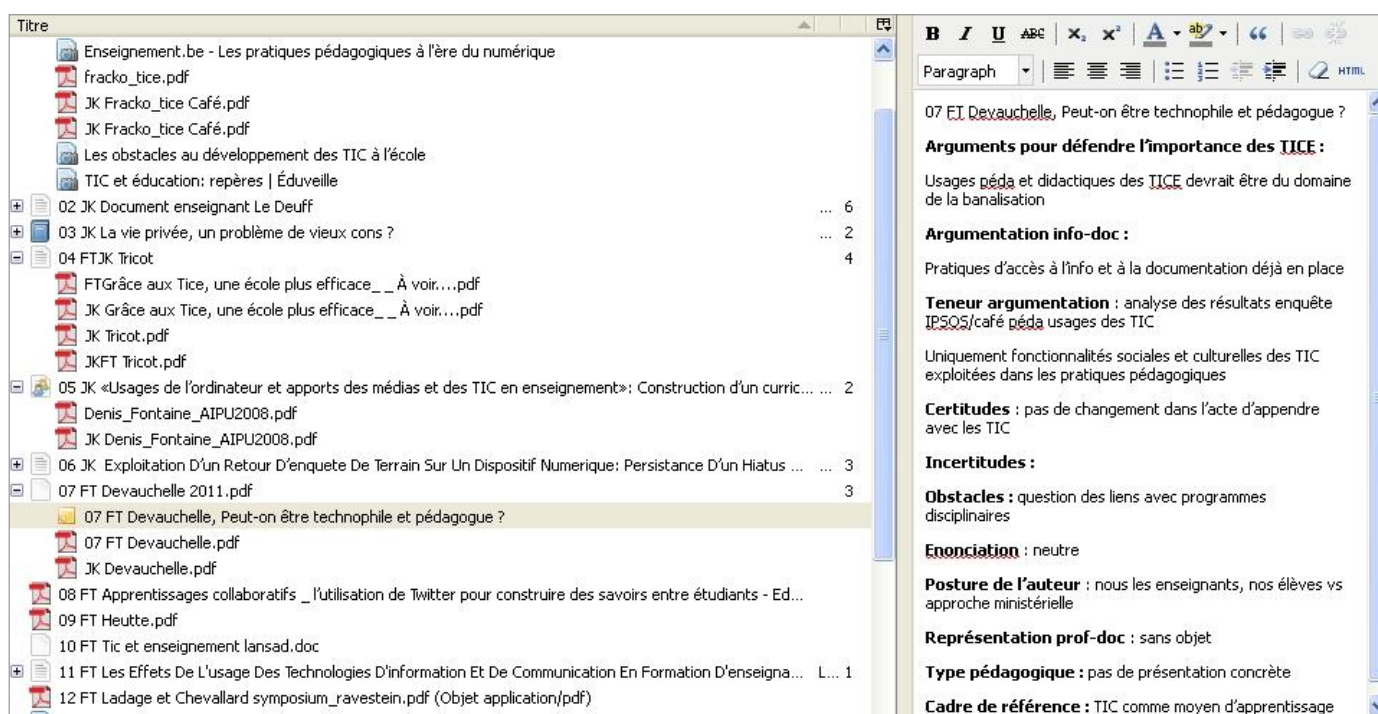 Titre
Enseignement.be - Les pratiques pédagogiques à l'ère du numérique
fracko_tice.pdf
JK Fracko_tice Café.pdf
JK Fracko_tice Café.pdf
Les obstacles au développement des TIC à l'école
TIC et éducation: repères | Éduveille
02 JK Document enseignant Le Deuff ... 6
03 JK La vie privée, un problème de vieux cons ? ... 2
04 FTJK Tricot 4
FTGrâce aux Tice, une école plus efficace_ _ À voir....pdf
JK Grâce aux Tice, une école plus efficace_ _ À voir....pdf
JK Tricot.pdf
JKFT Tricot.pdf
05 JK «Usages de l'ordinateur et apports des médias et des TIC en enseignement»: Construction d'un curric... ... 2
Denis_Fontaine_AIPU2008.pdf
JK Denis_Fontaine_AIPU2008.pdf
06 JK Exploitation D'un Retour D'enquete De Terrain Sur Un Dispositif Numerique: Persistance D'un Hiatus ... ... 3
07 FT Devauchelle 2011.pdf 3
07 FT Devauchelle, Peut-on être technophile et pédagogue ?
07 FT Devauchelle.pdf
JK Devauchelle.pdf
08 FT Apprentissages collaboratifs _ l'utilisation de Twitter pour construire des savoirs entre étudiants - Ed...
09 FT Heutte.pdf
10 FT Tic et enseignement lansad.doc
11 FT Les Effets De L'usage Des Technologies D'information Et De Communication En Formation D'enseigna... L... 1
12 FT Ladage et Chevallard symposium_ravestein.pdf (Objet application/pdf)
B I U ABC x₂ x² A ab
Paragraph HTML
07 FT Devauchelle, Peut-on être technophile et pédagogue ?
Arguments pour défendre l'importance des TICE :
Usages péda et didactiques des TICE devrait être du domaine
de la banalisation
Argumentation info-doc :
Pratiques d'accès à l'info et à la documentation déjà en place
Teneur argumentation : analyse des résultats enquête
IPSOS/café péda usages des TIC
Uniquement fonctionnalités sociales et culturelles des TIC
exploitées dans les pratiques pédagogiques
Certitudes : pas de changement dans l'acte d'appendre
avec les TIC
Incertitudes :
Obstacles : question des liens avec programmes
disciplinaires
Enonciation : neutre
Posture de l'auteur : nous les enseignants, nos élèves vs
approche ministérielle
Représentation prof-doc : sans objet
Type pédagogique : pas de présentation concrète
Cadre de référence : TIC comme moyen d'apprentissage